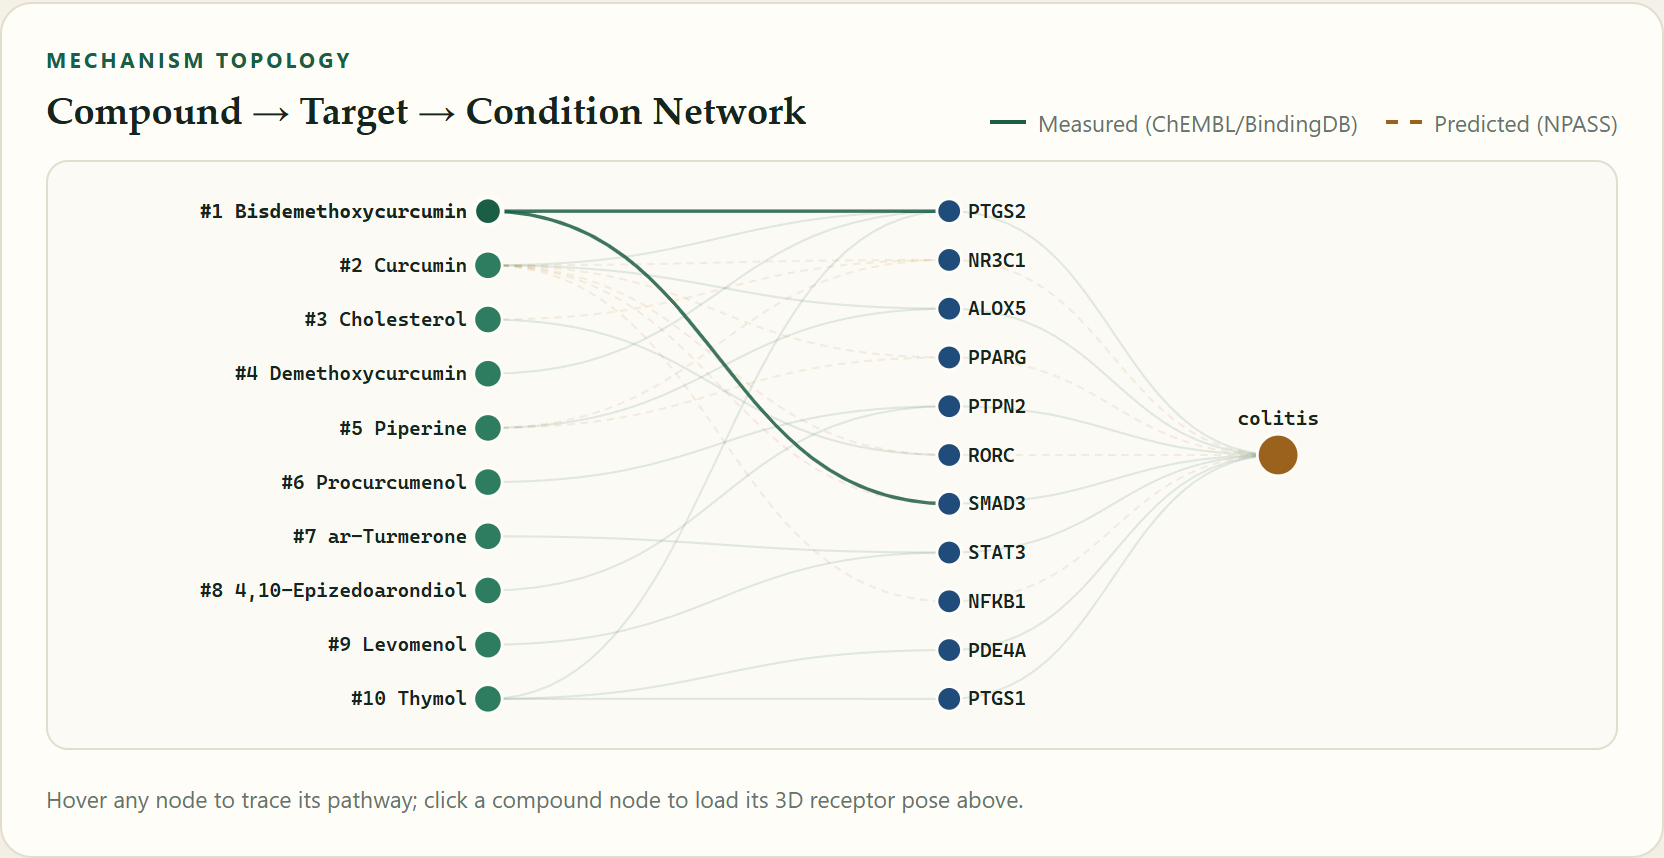 MECHANISM TOPOLOGY
Compound → Target → Condition Network
Measured (ChEMBL/BindingDB)
Predicted (NPASS)
#1 Bisdemethoxycurcumin
#2 Curcumin
#3 Cholesterol
#4 Demethoxycurcumin
#5 Piperine
#6 Procurcumenol
#7 ar-Turmerone
#8 4,10-Epizedoarondiol
#9 Levomenol
#10 Thymol
PTGS2
NR3C1
ALOX5
PPARG
PTPN2
RORC
SMAD3
STAT3
NFKB1
PDE4A
PTGS1
colitis
Hover any node to trace its pathway; click a compound node to load its 3D receptor pose above.